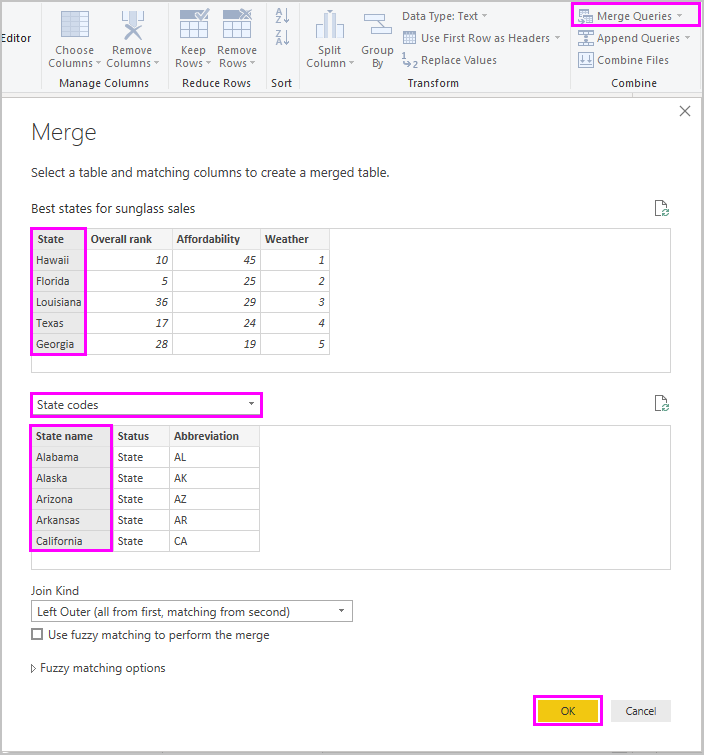 Editor
Choose Columns
Remove Columns
Manage Columns
Keep Rows
Remove Rows
Reduce Rows
A Z
Z A
Sort
Split Column
Group By
Data Type: Text
Use First Row as Headers
1 2 Replace Values
Transform
Merge Queries
Append Queries
Combine Files
Combine
Merge
Select a table and matching columns to create a merged table.
Best states for sunglass sales
State Overall rank Affordability Weather
Hawaii 10 45 1
Florida 5 25 2
Louisiana 36 29 3
Texas 17 24 4
Georgia 28 19 5
State codes
State name Status Abbreviation
Alabama State AL
Alaska State AK
Arizona State AZ
Arkansas State AR
California State CA
Join Kind
Left Outer (all from first, matching from second)
Use fuzzy matching to perform the merge
Fuzzy matching options
OK Cancel